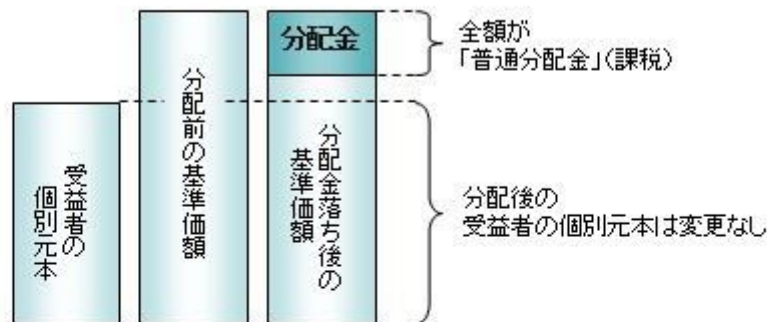 受益者の
個別元本
分配前の基準価額
分配金
分配金落ち後の
基準価額
全額が
「普通分配金」(課税)
分配後の
受益者の個別元本は変更なし